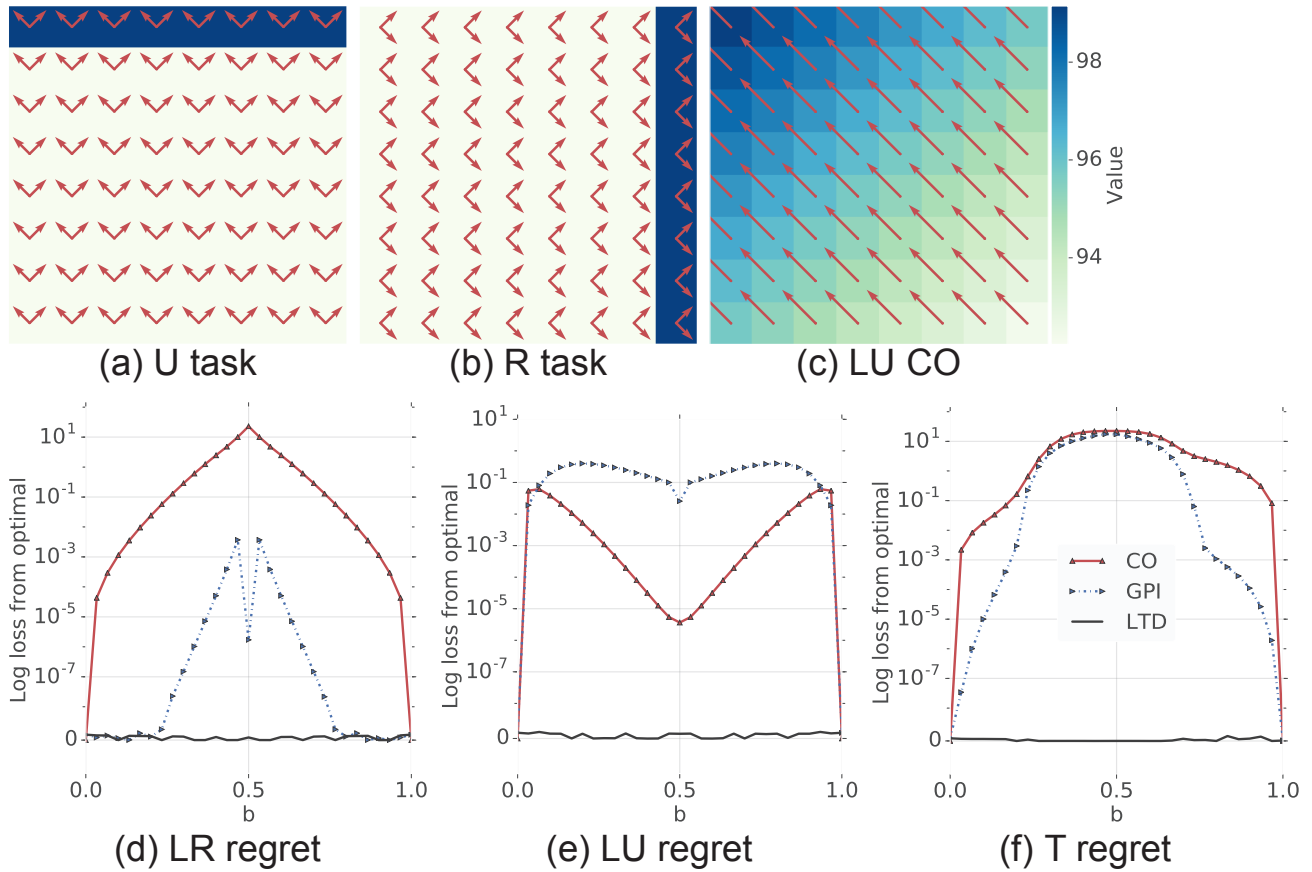 98
96
94
Value
(a) U task
(b) R task
(c) LU CO
Log loss from optimal
10^1
10^-1
10^-3
10^-5
10^-7
0
0.0
0.5
1.0
b
(d) LR regret
Log loss from optimal
10^1
10^-1
10^-3
10^-5
10^-7
0
0.0
0.5
1.0
b
(e) LU regret
Log loss from optimal
10^1
10^-1
10^-3
10^-5
10^-7
0
0.0
0.5
1.0
b
CO
GPI
LTD
(f) T regret